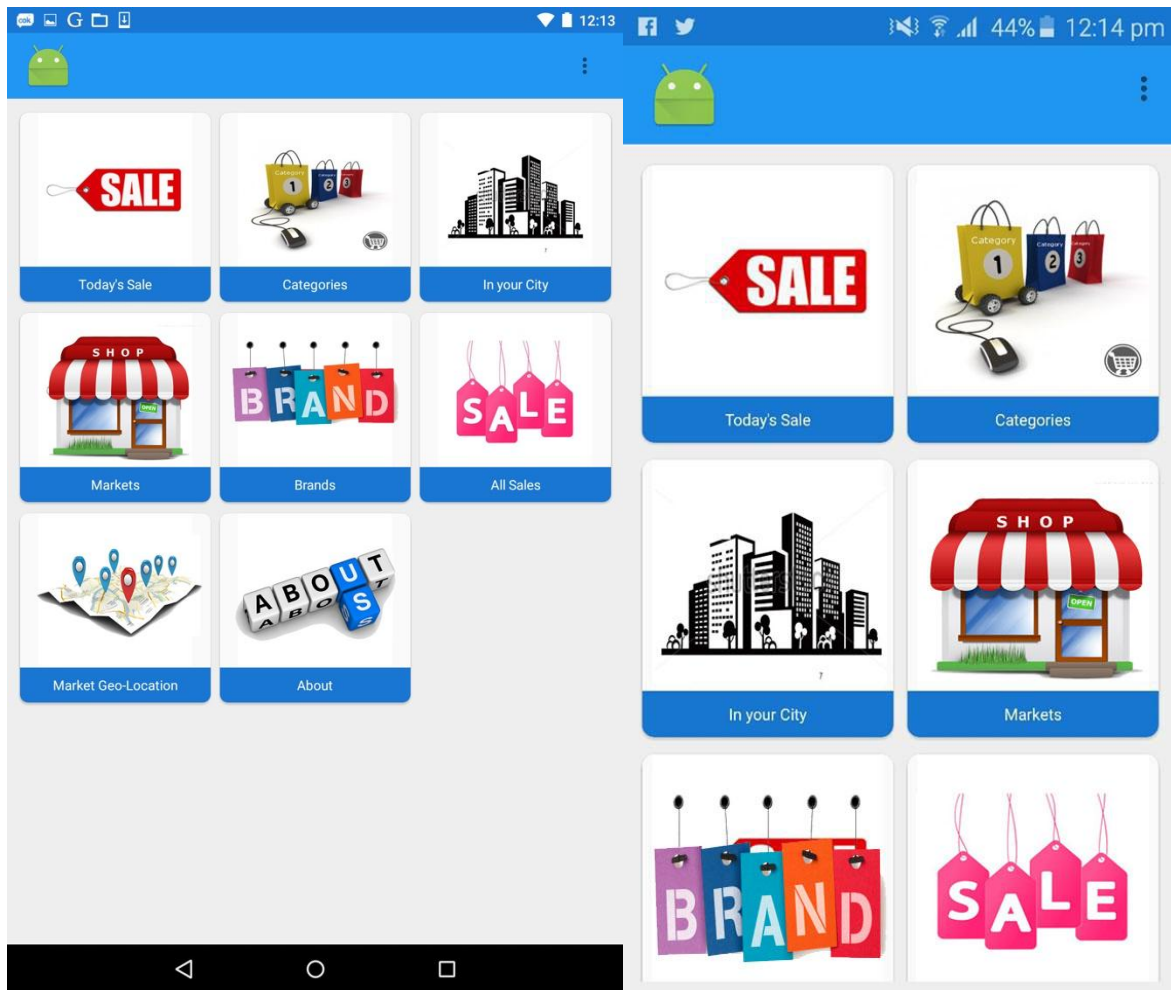 12:13
SALE
Category
1
2
3
Today's Sale
Categories
In your City
SHOP
OPEN
BRAND
SALE
Markets
Brands
All Sales
ABOUT
US
Market Geo-Location
About
44% 12:14 pm
SALE
Category
1
Category
2
Category
3
Today's Sale
Categories
SHOP
OPEN
In your City
Markets
BRAND
SALE